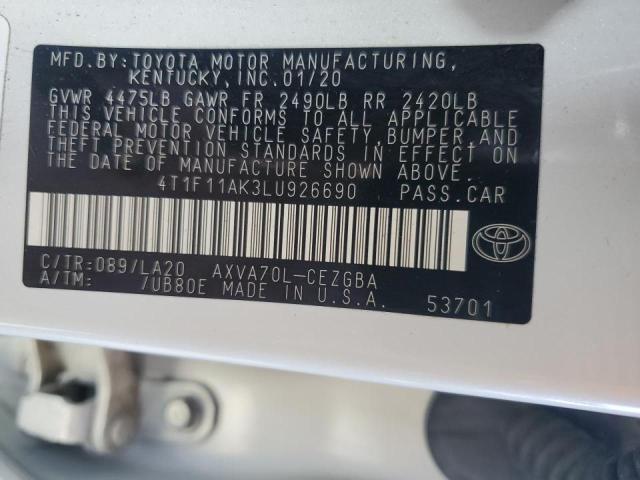 MFD.BY:TOYOTA MOTOR MANUFACTURING,
KENTUCKY, INC. 01/20
GVWR 4475LB GAWR FR 2490LB RR 2420LB
THIS VEHICLE CONFORMS TO ALL APPLICABLE
FEDERAL MOTOR VEHICLE SAFETY, BUMPER, AND
THEFT PREVENTION STANDARDS IN EFFECT ON
THE DATE OF MANUFACTURE SHOWN ABOVE.
4T1F11AK3LU926690 PASS.CAR
C/TR:089/LA20 AXVA70L-CEZGBA
A/TM: /UB80E MADE IN U.S.A.
53701